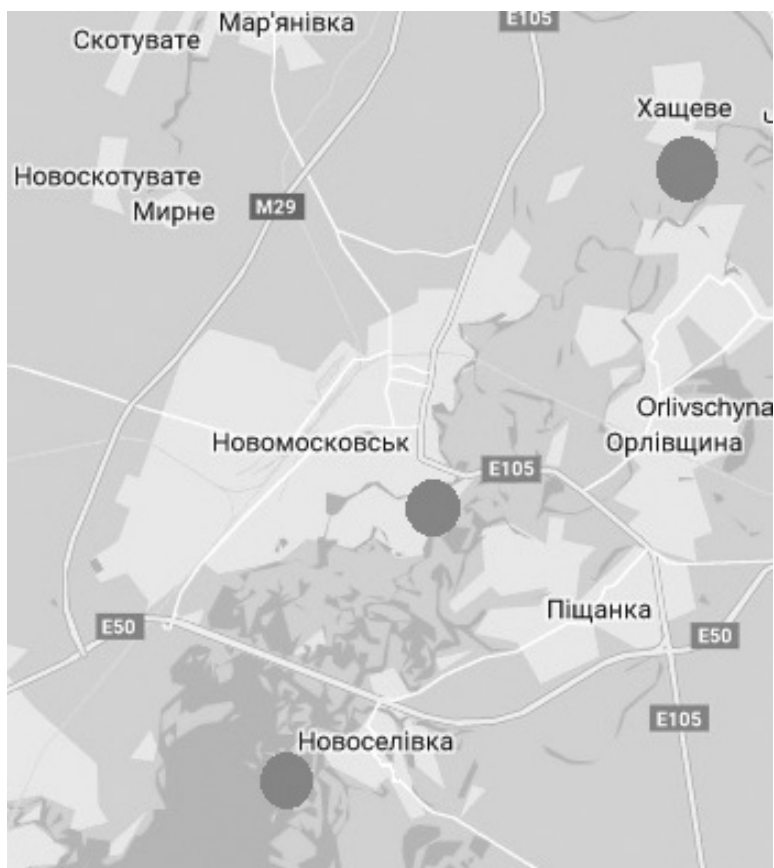 Мар'янівка
E105
Скотувате
Хащеве
Новоскотувате
Мирне
M29
Orlivschyna
Новомосковськ
Орлівщина
E105
Піщанка
E50
E50
E105
Новоселівка